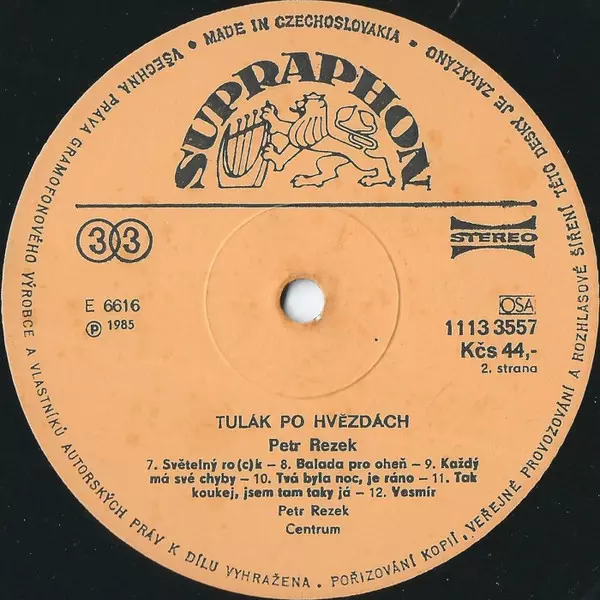 VŠECHNA PRÁVA GRAMOFONOVÉHO VÝROBCE A VLASTNÍKŮ AUTORSKÝCH PRÁV K DÍLU VYHRAŽENA. POŘIZOVÁNÍ KOPIÍ, VEŘEJNÉ PROVOZOVÁNÍ A ROZHLASOVÉ ŠÍŘENÍ TÉTO DESKY JE ZAKÁZÁNO • MADE IN CZECHOSLOVAKIA •
SUPRAPHON
33
STEREO
E 6616
℗ 1985
OSA
1113 3557
Kčs 44,-
2. strana
TULÁK PO HVĚZDÁCH
Petr Rezek
7. Světelný ro(c)k – 8. Balada pro oheň – 9. Každý
má své chyby – 10. Tvá byla noc, je ráno – 11. Tak
koukej, jsem tam taky já – 12. Vesmír
Petr Rezek
Centrum